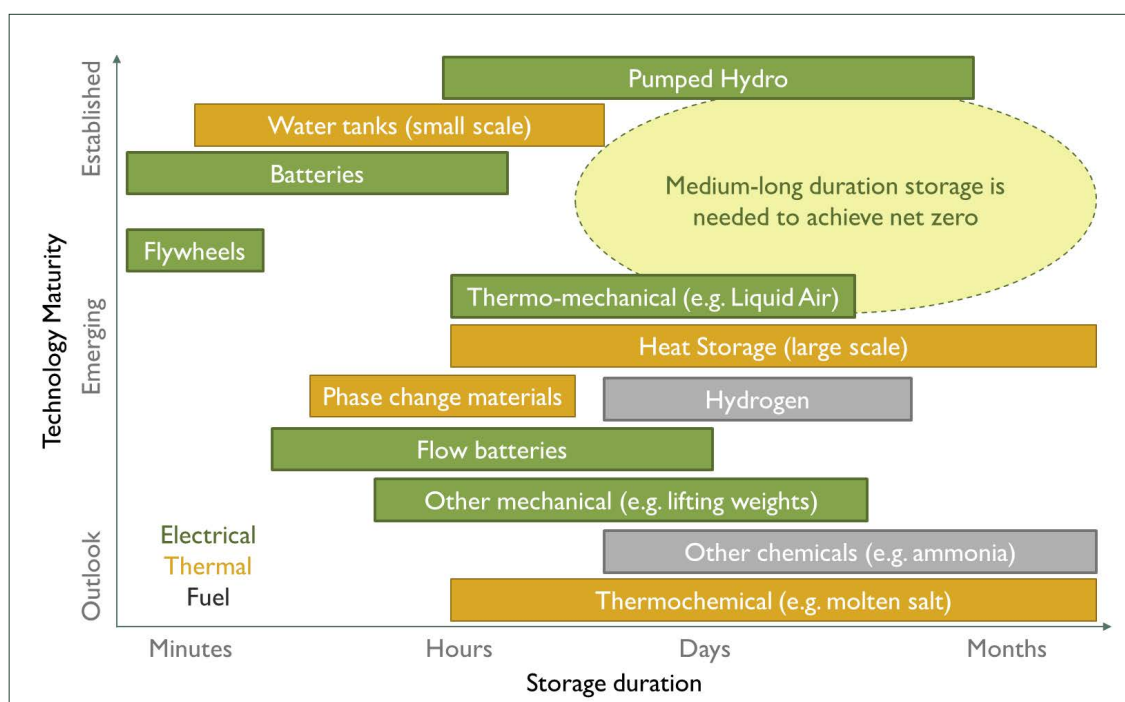 Pumped Hydro
Water tanks (small scale)
Batteries
Medium-long duration storage is
needed to achieve net zero
Flywheels
Thermo-mechanical (e.g. Liquid Air)
Heat Storage (large scale)
Phase change materials
Hydrogen
Flow batteries
Other mechanical (e.g. lifting weights)
Other chemicals (e.g. ammonia)
Thermochemical (e.g. molten salt)
Electrical
Thermal
Fuel
Technology Maturity
Established
Emerging
Outlook
Minutes
Hours
Days
Months
Storage duration